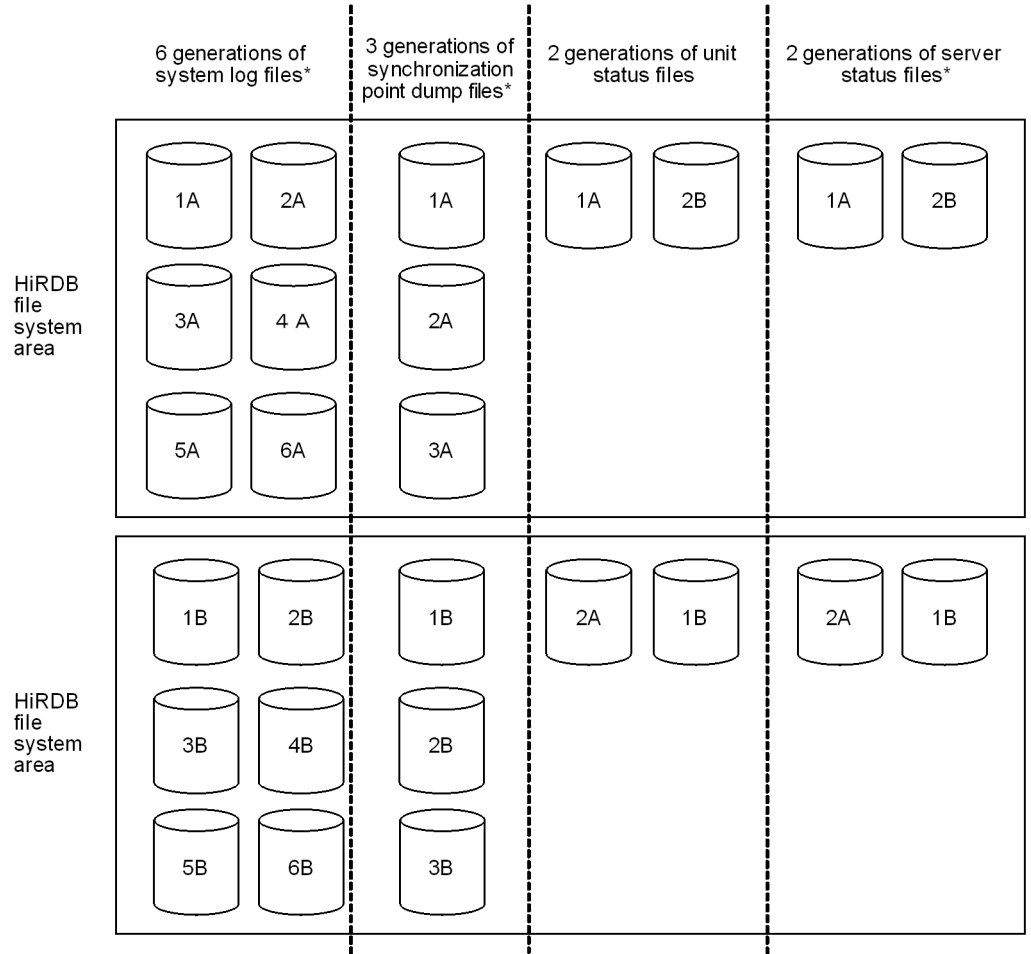 6 generations of
system log files*
3 generations of
synchronization
point dump files*
2 generations of unit
status files
2 generations of server
status files*
HiRDB
file
system
area
1A
2A
1A
1A
2B
1A
2B
3A
4 A
2A
5A
6A
3A
HiRDB
file
system
area
1B
2B
1B
2A
1B
2A
1B
3B
4B
2B
5B
6B
3B